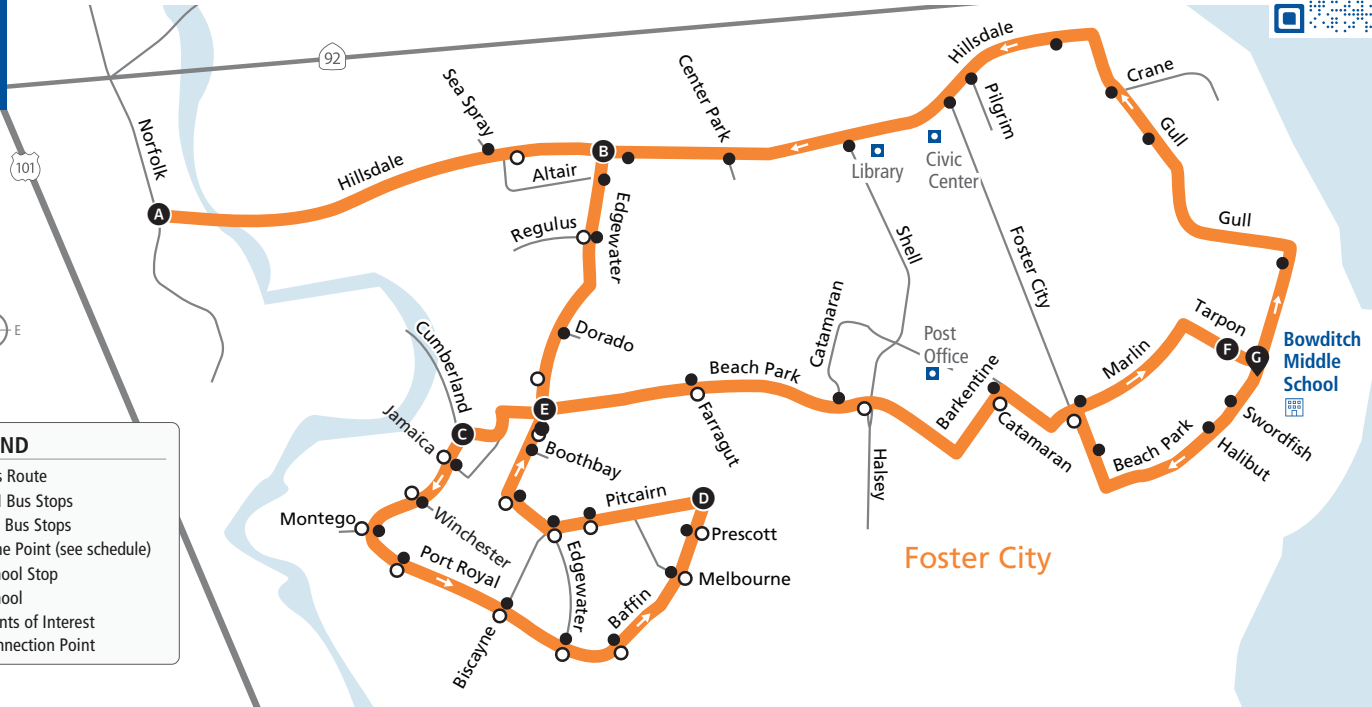 92
101
Norfolk
Sea Spray
Center Park
Hillsdale
Pilgrim
Crane
Gull
Library
Civic
Center
Hillsdale
Altair
B
A
Regulus
Edgewater
Shell
Foster City
Gull
E
Dorado
Catamaran
Post
Office
Tarpon
F
G
Bowditch
Middle
School
Cumberland
Beach Park
Barkentine
Marlin
E
C
Jamaica
Farragut
Catamaran
Beach Park
Swordfish
Halibut
Boothbay
Halsey
Pitcairn
D
Montego
Winchester
Prescott
Port Royal
Edgewater
Melbourne
Baffin
Biscayne
Foster City
ND
s Route
l Bus Stops
Bus Stops
ne Point (see schedule)
hool Stop
hool
nts of Interest
nnection Point